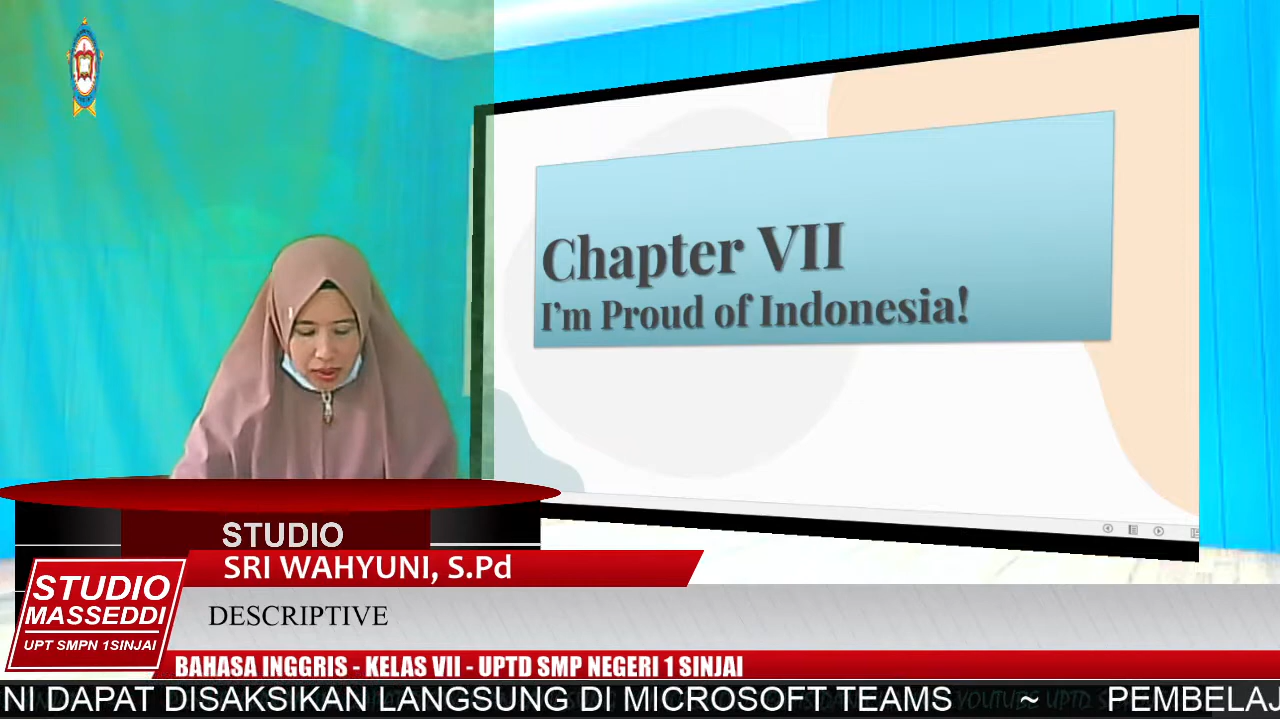 Chapter VII
I'm Proud of Indonesia!
STUDIO
SRI WAHYUNI, S.Pd
STUDIO
MASSEDDI
UPT SMPN 1SINJAI
DESCRIPTIVE
BAHASA INGGRIS - KELAS VII - UPTD SMP NEGERI 1 SINJAI
NI DAPAT DISAKSIKAN LANGSUNG DI MICROSOFT TEAMS ~ PEMBELAJ